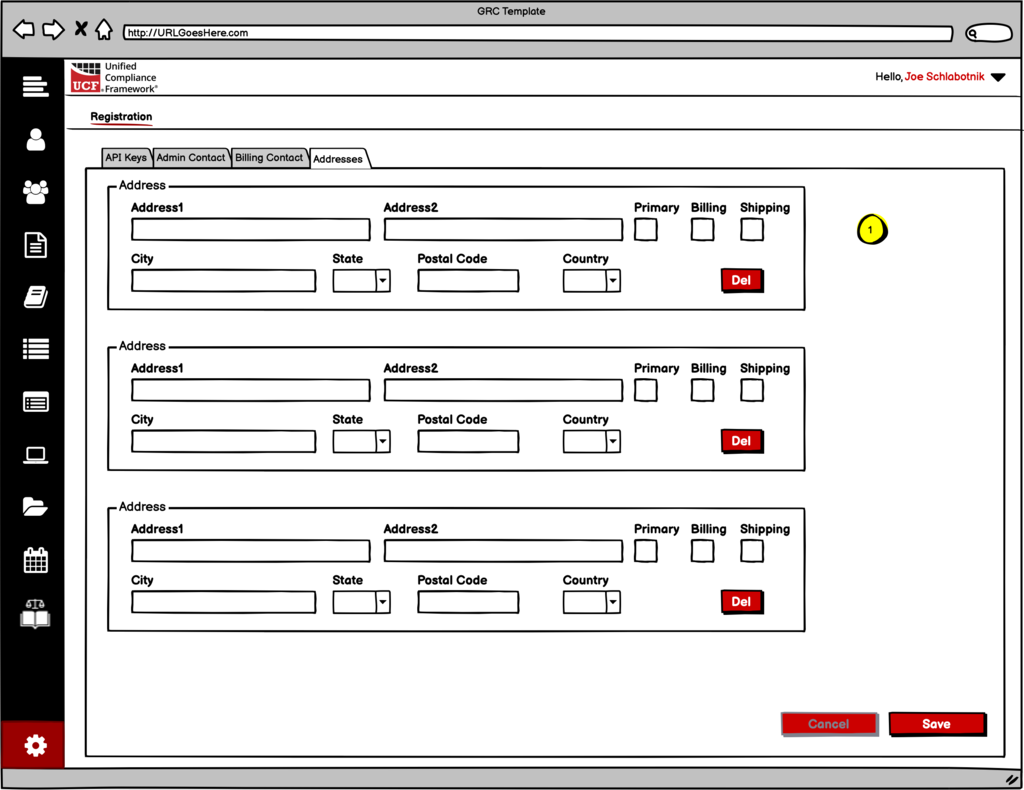 GRC Template
http://URLGoesHere.com
Unified
Compliance
UCF Framework®
Hello, Joe Schlabotnik
Registration
API Keys Admin Contact Billing Contact Addresses
Address
Address1 Address2 Primary Billing Shipping
1
City State Postal Code Country
Del
Address
Address1 Address2 Primary Billing Shipping
City State Postal Code Country
Del
Address
Address1 Address2 Primary Billing Shipping
City State Postal Code Country
Del
Cancel Save